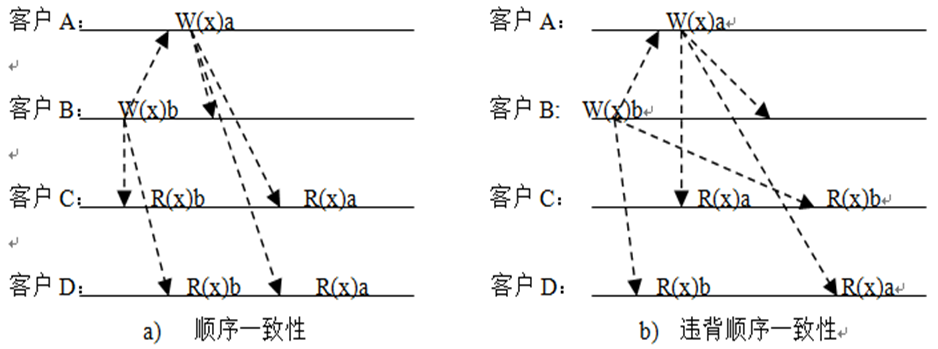 客户 A： W(x)a 客户 A： W(x)a↵
↵
客户 B： W(x)b 客户 B: W(x)b↵
↵
客户 C： R(x)b R(x)a 客户 C： R(x)a R(x)b↵
↵
客户 D： R(x)b R(x)a 客户 D： R(x)b R(x)a↵
a) 顺序一致性 b) 违背顺序一致性↵